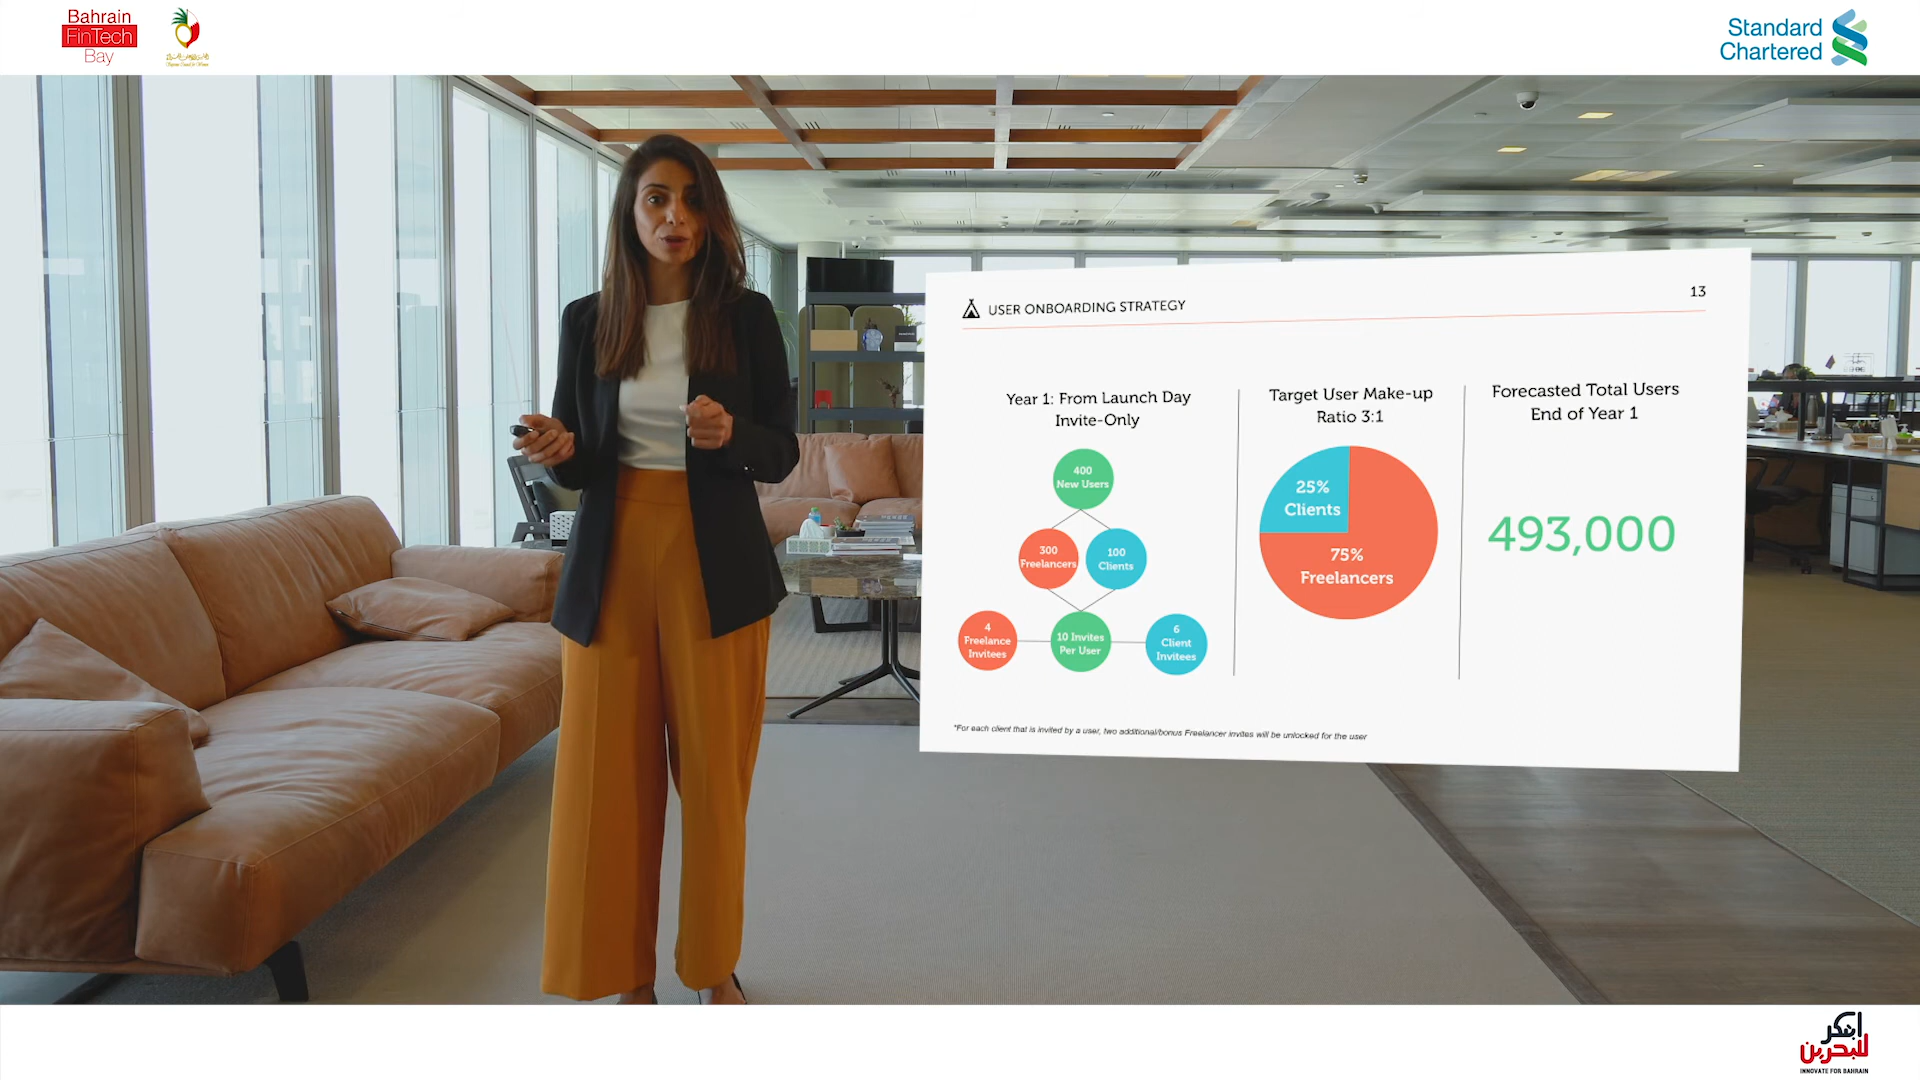 Bahrain
FinTech
Bay
Standard
Chartered
USER ONBOARDING STRATEGY
13
Year 1: From Launch Day
Invite-Only
400
New Users
300
Freelancers
100
Clients
4
Freelance
Invitees
10 Invites
Per User
6
Client
Invitees
Target User Make-up
Ratio 3:1
25%
Clients
75%
Freelancers
Forecasted Total Users
End of Year 1
493,000
*For each client that is invited by a user, two additional/bonus Freelancer invites will be unlocked for the user
ابتكر
للبحرين
INNOVATE FOR BAHRAIN